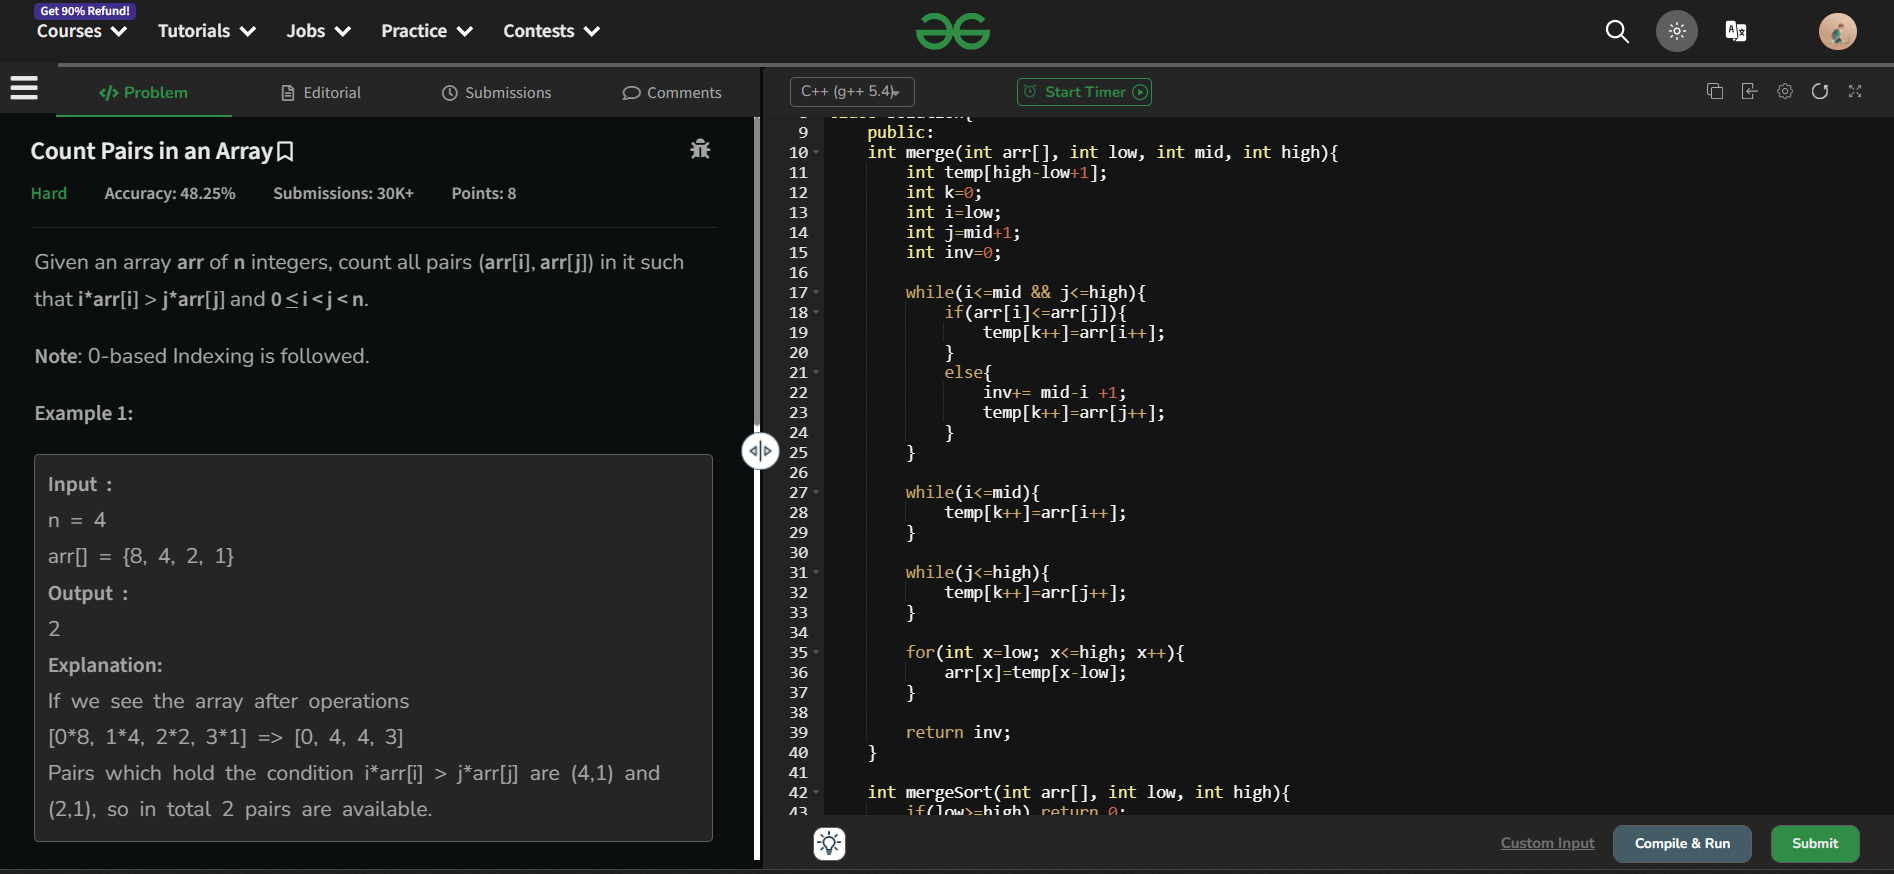 Get 90% Refund!
Courses Tutorials Jobs Practice Contests
Problem Editorial Submissions Comments
Count Pairs in an Array
Hard Accuracy: 48.25% Submissions: 30K+ Points: 8
Given an array arr of n integers, count all pairs (arr[i], arr[j]) in it such
that i*arr[i] > j*arr[j] and 0 ≤ i < j < n.
Note: 0-based Indexing is followed.
Example 1:
Input :
n = 4
arr[] = {8, 4, 2, 1}
Output :
2
Explanation:
If we see the array after operations
[0*8, 1*4, 2*2, 3*1] => [0, 4, 4, 3]
Pairs which hold the condition i*arr[i] > j*arr[j] are (4,1) and
(2,1), so in total 2 pairs are available.
C++ (g++ 5.4) Start Timer
9 public:
10 int merge(int arr[], int low, int mid, int high){
11 int temp[high-low+1];
12 int k=0;
13 int i=low;
14 int j=mid+1;
15 int inv=0;
16
17 while(i<=mid && j<=high){
18 if(arr[i]<=arr[j]){
19 temp[k++]=arr[i++];
20 }
21 else{
22 inv+= mid-i +1;
23 temp[k++]=arr[j++];
24 }
25 }
26
27 while(i<=mid){
28 temp[k++]=arr[i++];
29 }
30
31 while(j<=high){
32 temp[k++]=arr[j++];
33 }
34
35 for(int x=low; x<=high; x++){
36 arr[x]=temp[x-low];
37 }
38
39 return inv;
40 }
41
42 int mergeSort(int arr[], int low, int high){
43 if(low>=high) return 0;
Custom Input Compile & Run Submit